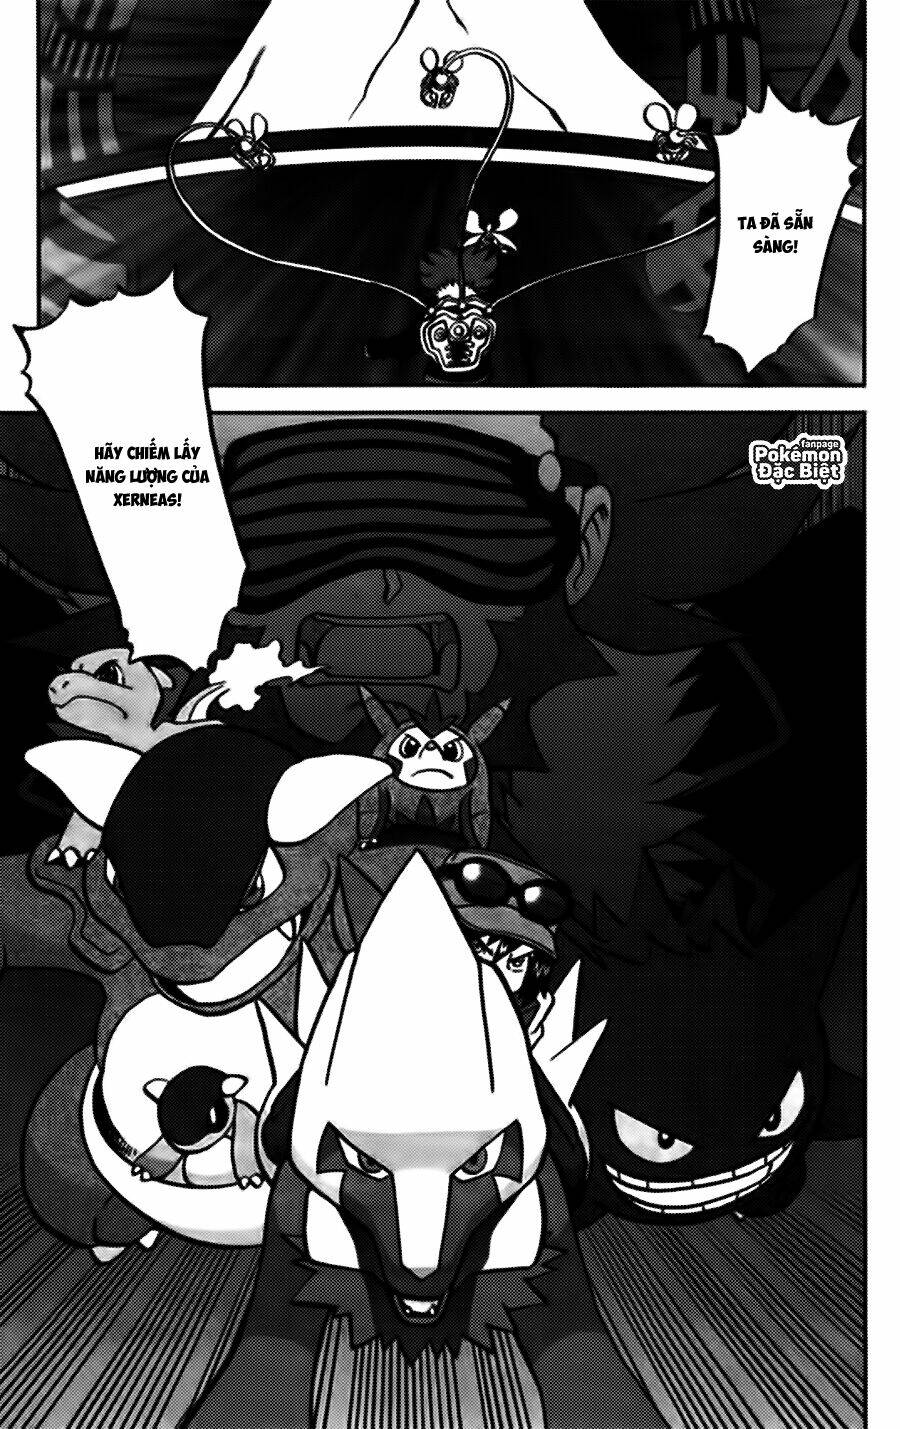 TA ĐÃ SẴN
SÀNG!
HÃY CHIẾM LẤY
NĂNG LƯỢNG CỦA
XERNEAS!
fanpage
Pokémon
Đặc Biệt